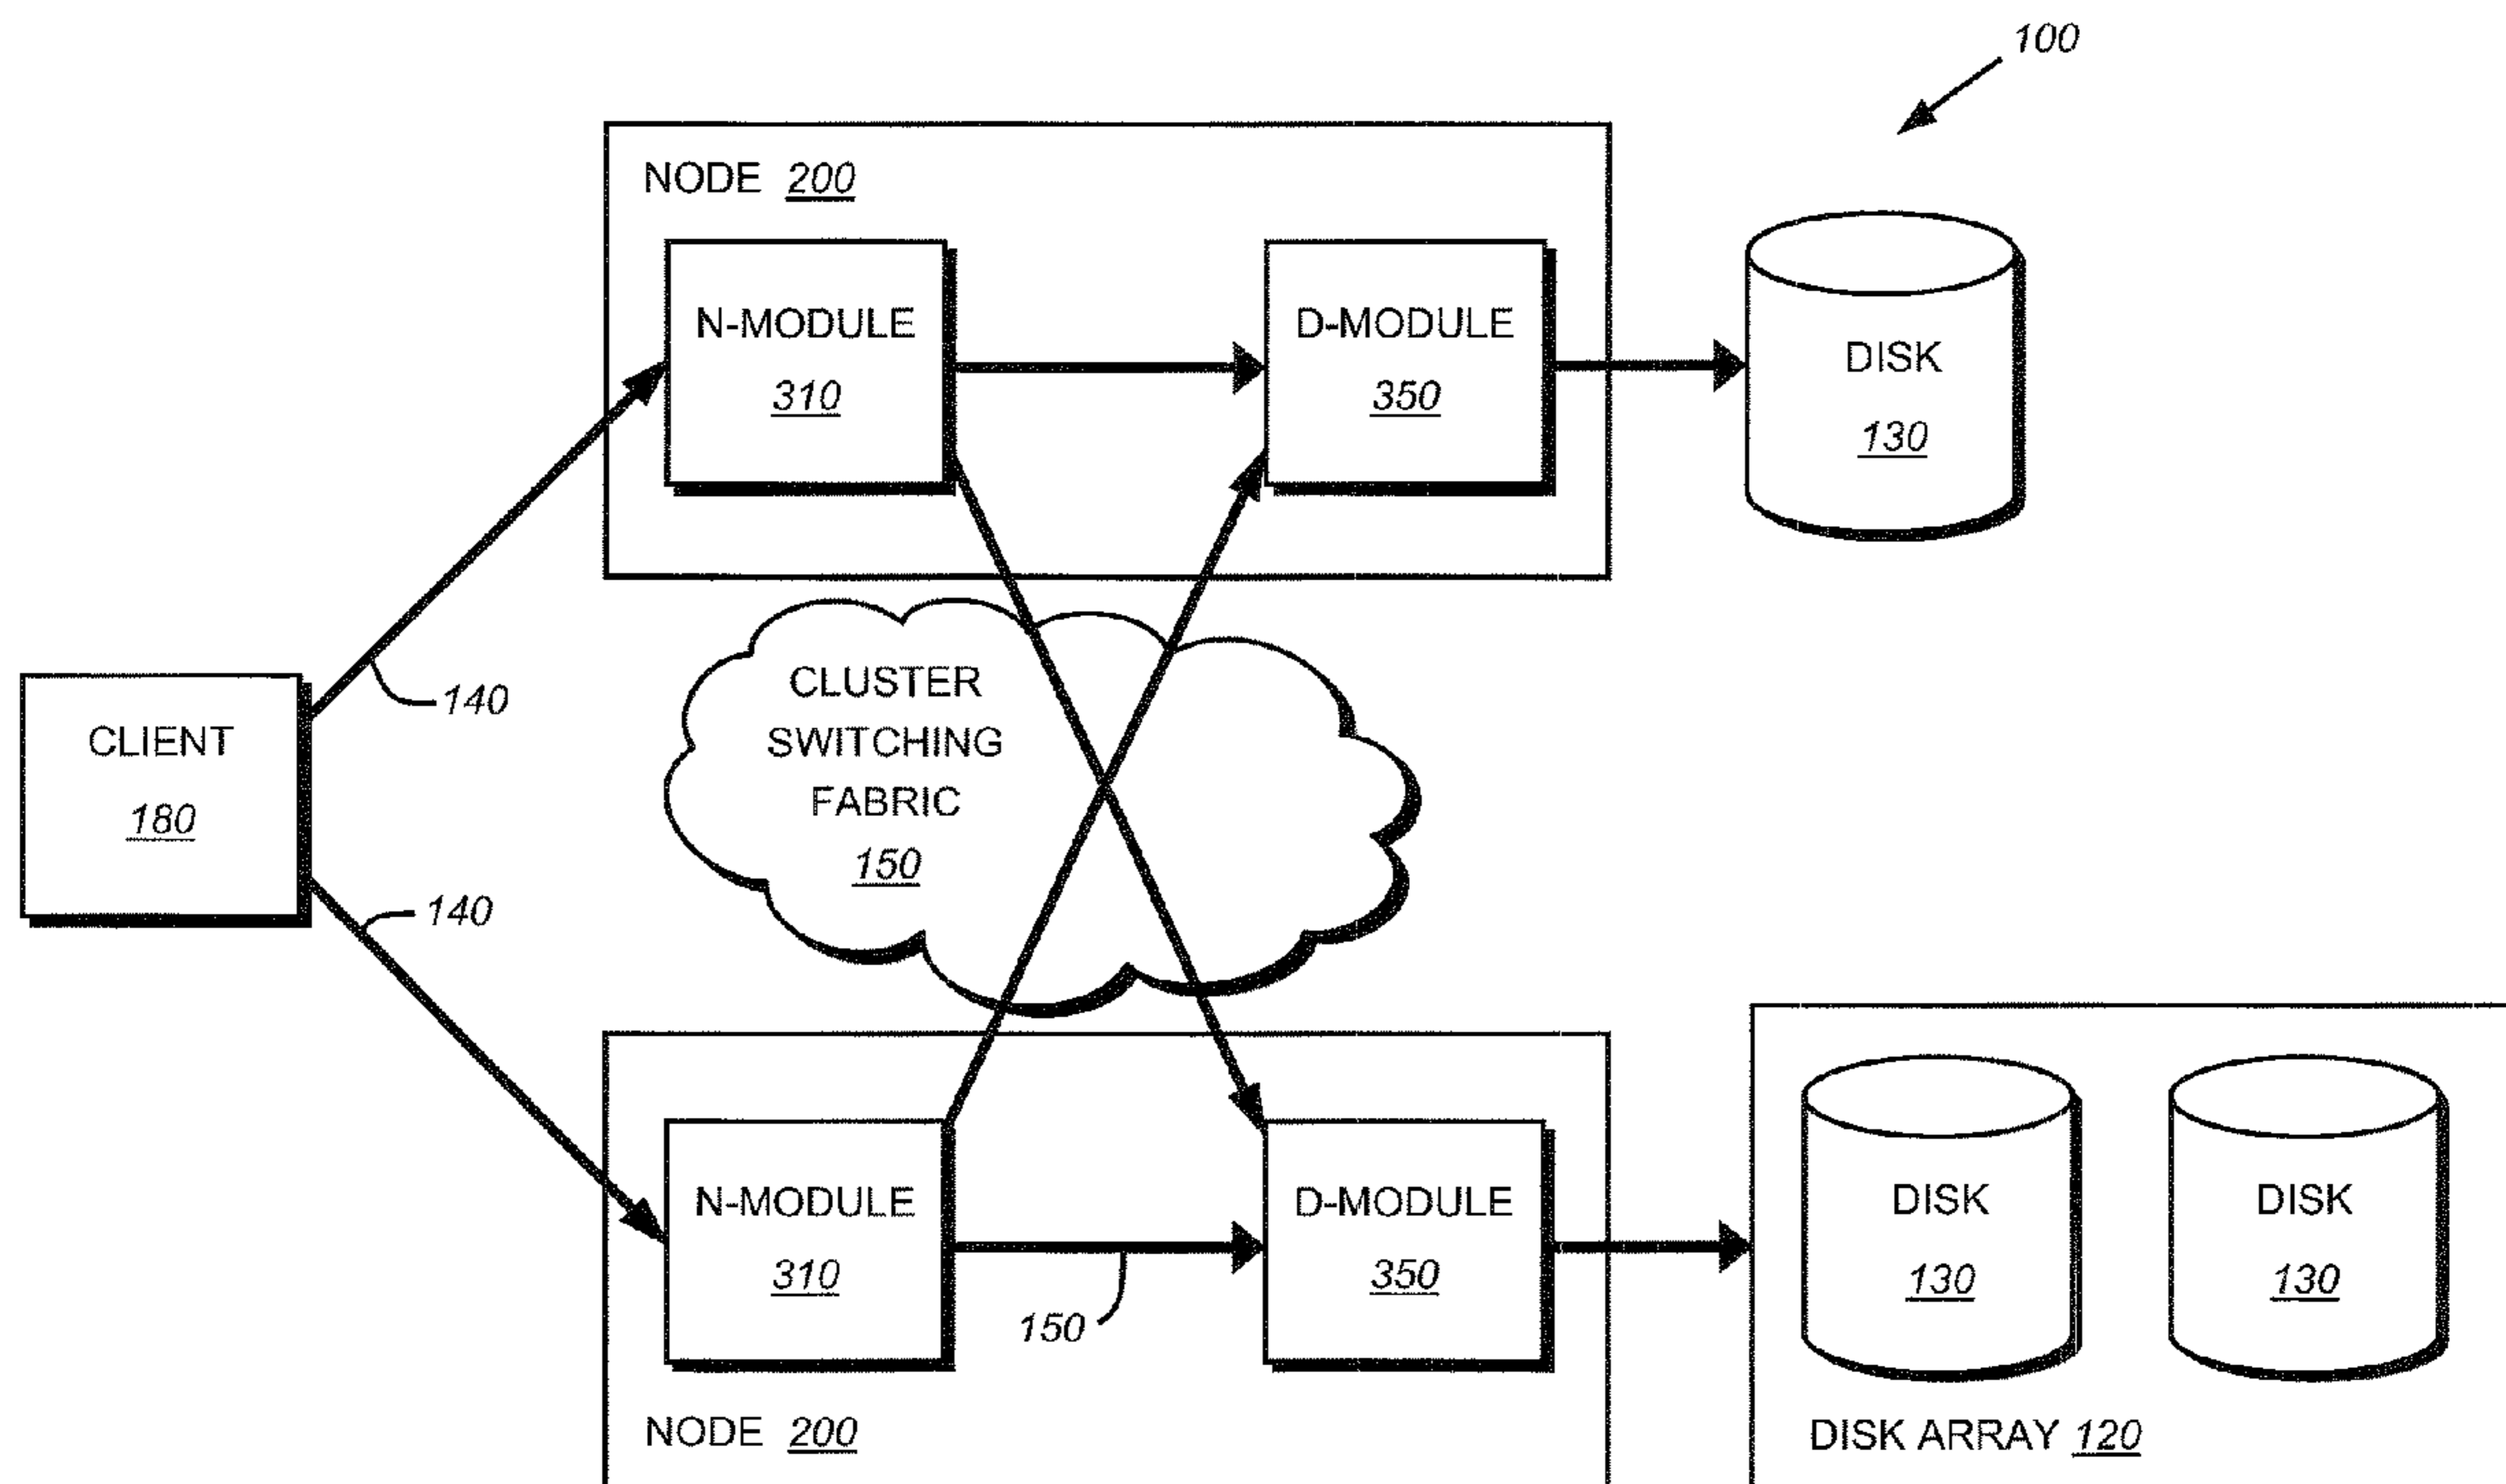 100
NODE 200
N-MODULE
310
D-MODULE
350
DISK
130
CLIENT
180
140
140
CLUSTER
SWITCHING
FABRIC
150
N-MODULE
310
150
D-MODULE
350
NODE 200
DISK
130
DISK
130
DISK ARRAY 120